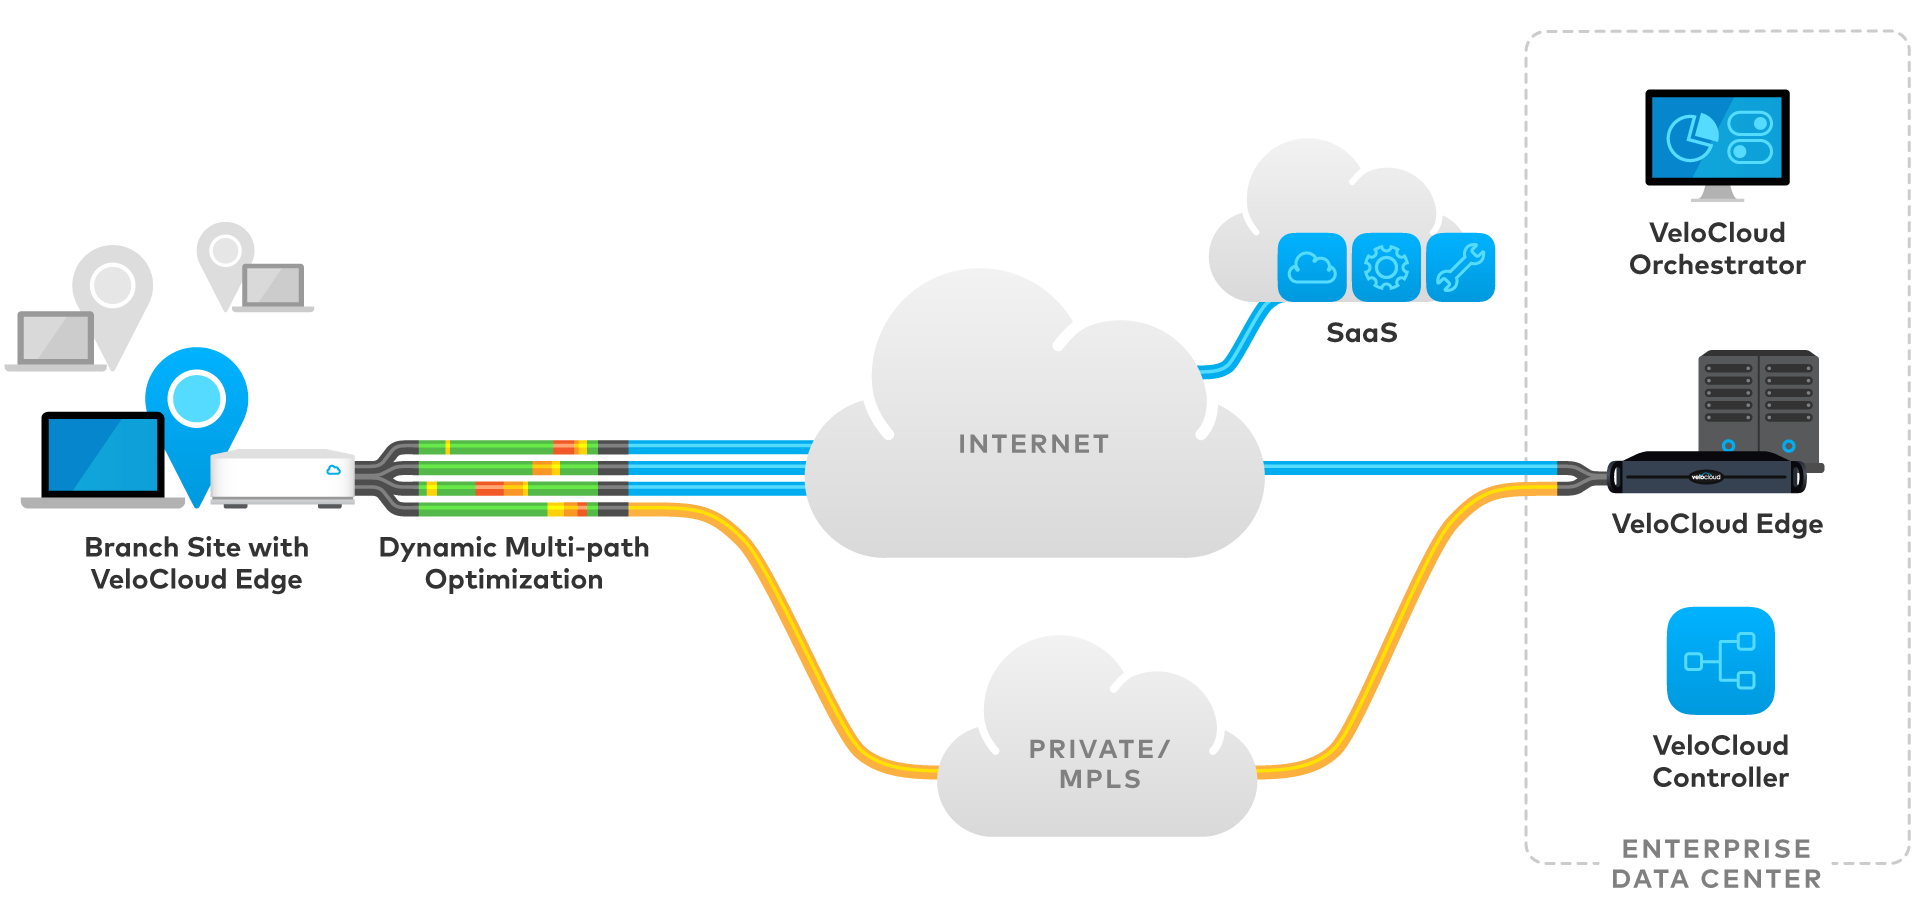 VeloCloud
Orchestrator
SaaS
INTERNET
velocloud
VeloCloud Edge
Branch Site with
VeloCloud Edge
Dynamic Multi-path
Optimization
PRIVATE/
MPLS
VeloCloud
Controller
ENTERPRISE
DATA CENTER